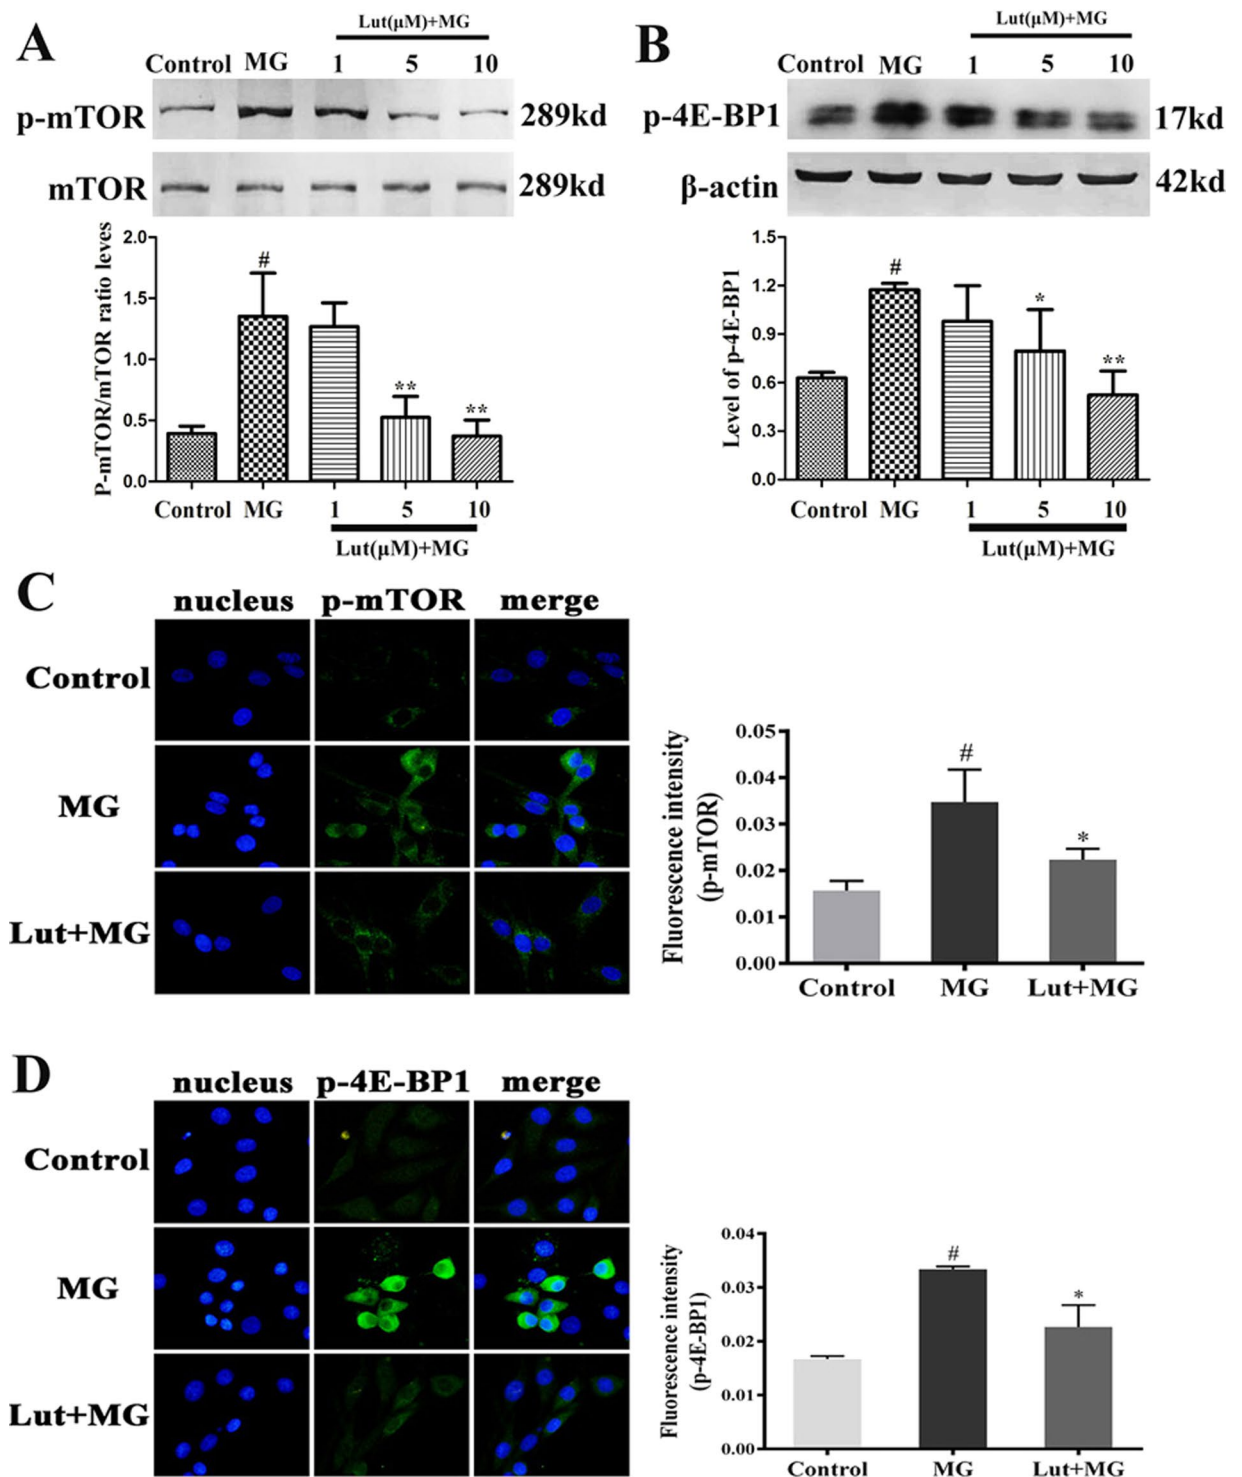 A
Lut(μM)+MG
Control MG 1 5 10
p-mTOR 289kd
mTOR 289kd
P-mTOR/mTOR ratio leves
2.0
1.5
1.0
0.5
0.0
#
**
**
Control MG 1 5 10
Lut(μM)+MG
B
Lut(μM)+MG
Control MG 1 5 10
p-4E-BP1 17kd
β-actin 42kd
Level of p-4E-BP1
1.5
1.2
0.9
0.6
0.3
0.0
#
*
**
Control MG 1 5 10
Lut(μM)+MG
C
nucleus p-mTOR merge
Control
MG
Lut+MG
Fluorescence intensity
(p-mTOR)
0.05
0.04
0.03
0.02
0.01
0.00
#
*
Control MG Lut+MG
D
nucleus p-4E-BP1 merge
Control
MG
Lut+MG
Fluorescence intensity
(p-4E-BP1)
0.04
0.03
0.02
0.01
0.00
#
*
Control MG Lut+MG